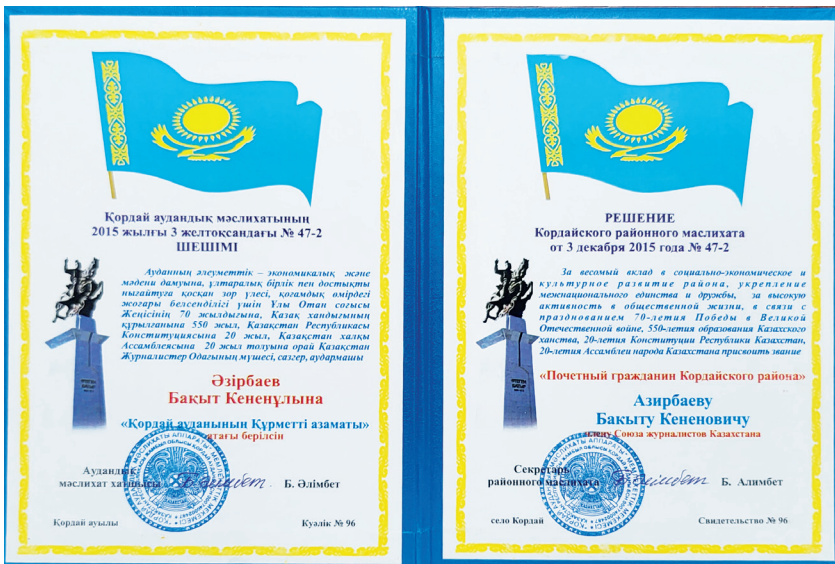 Қордай аудандық мәслихатының
2015 жылғы 3 желтоқсандағы № 47-2
ШЕШІМІ
Ауданның әлеуметтік – экономикалық және
мәдени дамуына, ұлтаралық бірлік пен достықты
нығайтуға қосқан зор үлесі, қоғамдық өмірдегі
жоғары белсенділігі үшін Ұлы Отан соғысы
Жеңісінің 70 жылдығына, Қазақ хандығының
құрылғанына 550 жыл, Қазақстан Республикасы
Конституциясына 20 жыл, Қазақстан халқы
Ассамблеясына 20 жыл толуына орай Қазақстан
Журналистер Одағының мүшесі, сазгер, аудармашы
Әзірбаев
Бақыт Кененұлына
«Қордай ауданының Құрметті азаматы»
атағы берілсін
Аудандық
мәслихат хатшысы
Б. Әлімбет
Қордай ауылы
Куәлік № 96
РЕШЕНИЕ
Кордайского районного маслихата
от 3 декабря 2015 года № 47-2
За весомый вклад в социально-экономическое и
культурное развитие района, укрепление
межнационального единства и дружбы, за высокую
активность в общественной жизни, в связи с
празднованием 70-летия Победы в Великой
Отечественной войне, 550-летия образования Казахского
ханства, 20-летия Конституции Республики Казахстан,
20-летия Ассамблеи народа Казахстана присвоить звание
«Почетный гражданин Кордайского района»
Азирбаеву
Бакыту Кененовичу
члену Союза журналистов Казахстана
Секретарь
районного маслихата
Б. Алимбет
село Кордай
Свидетельство № 96